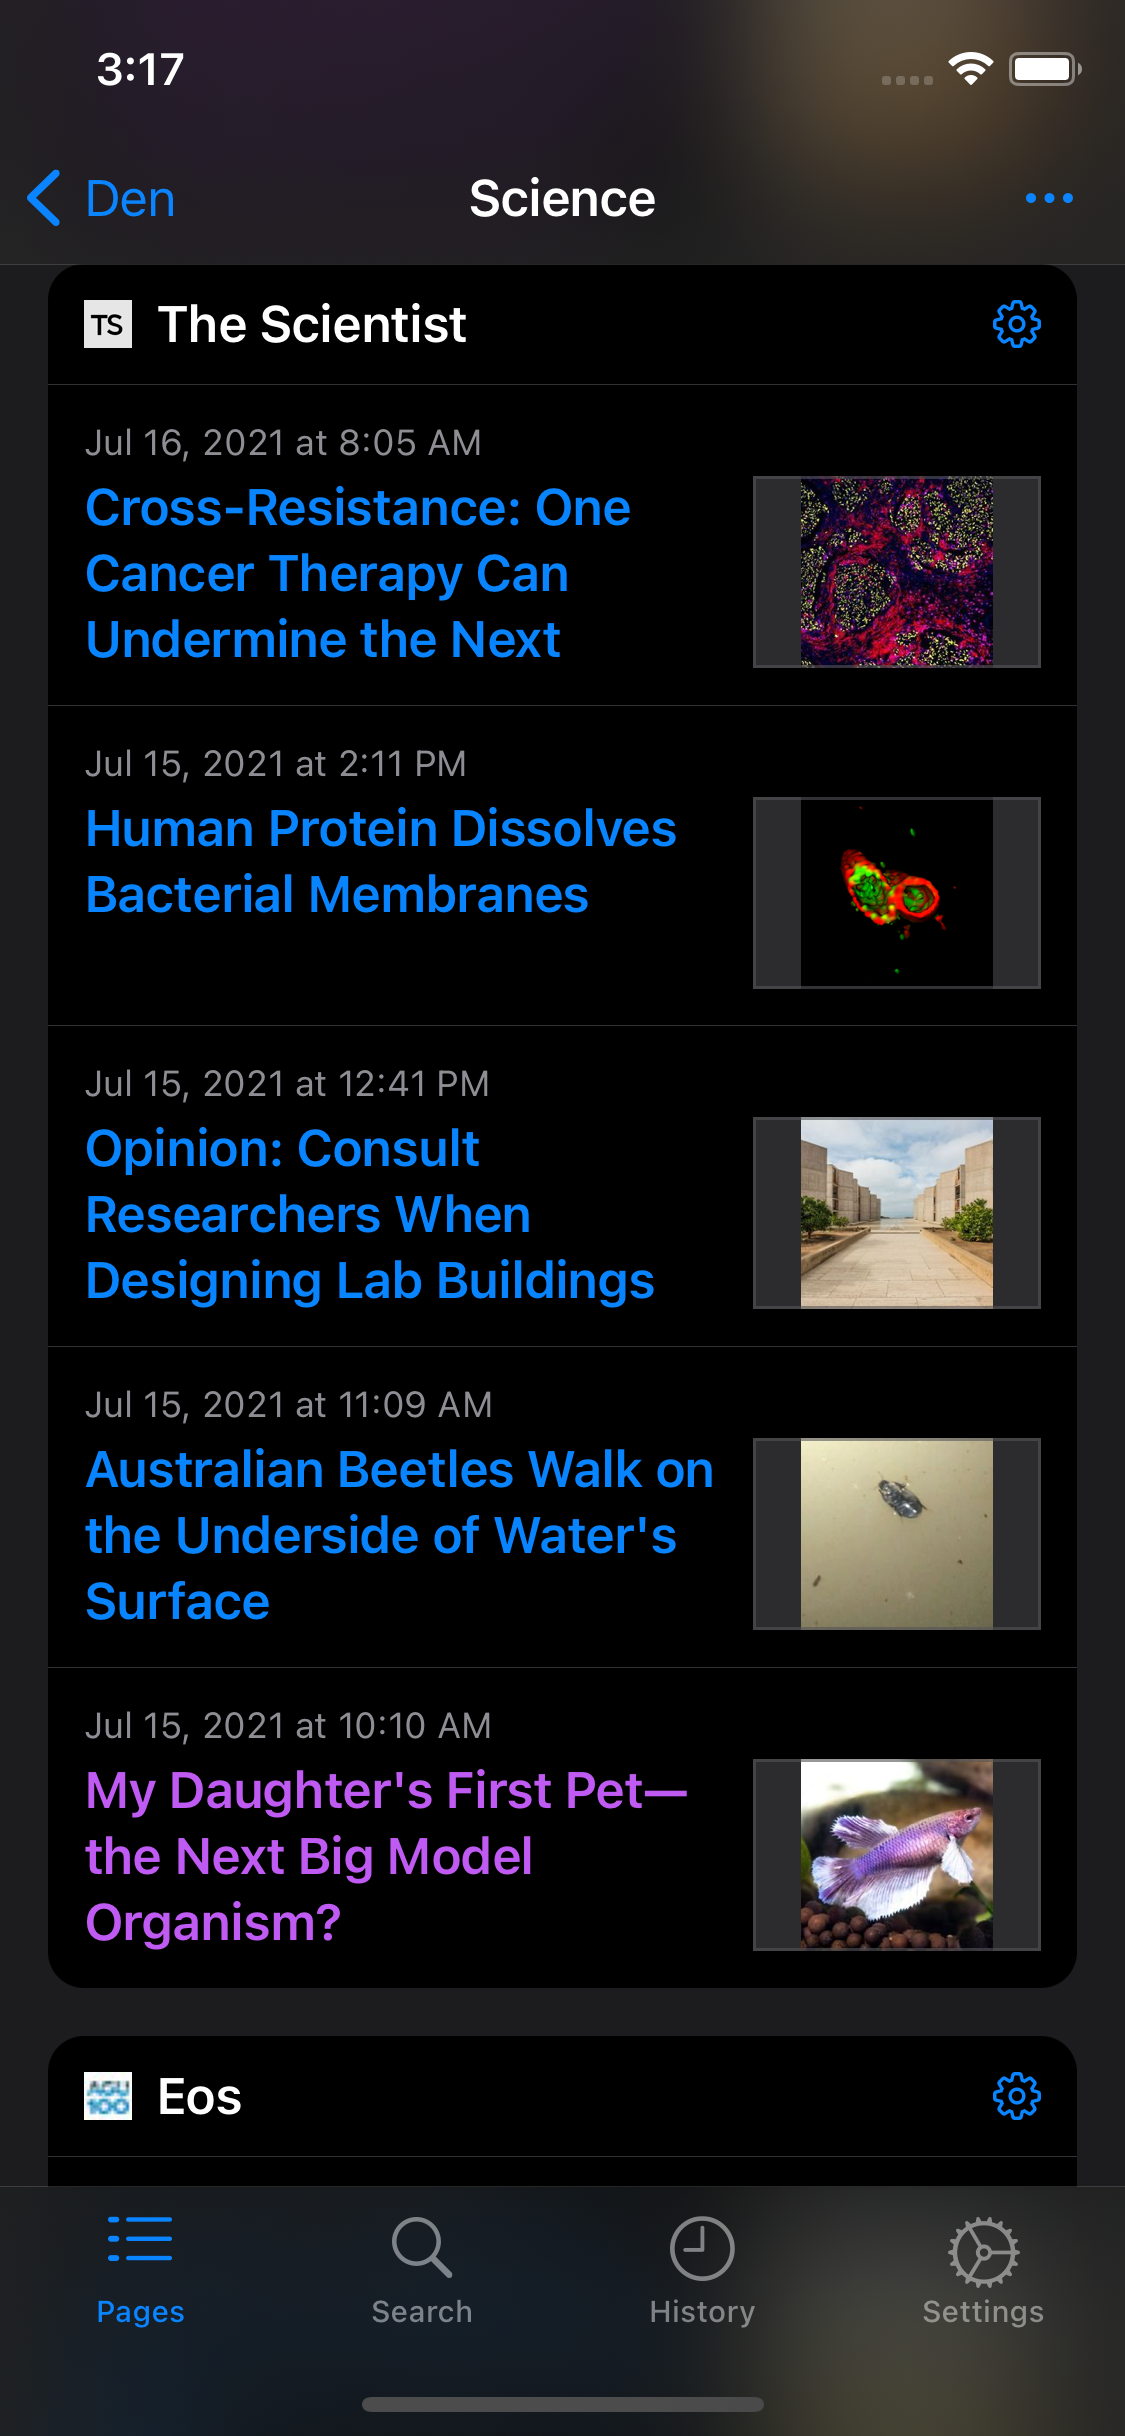 3:17
Den
Science
TS
The Scientist
Jul 16, 2021 at 8:05 AM
Cross-Resistance: One
Cancer Therapy Can
Undermine the Next
Jul 15, 2021 at 2:11 PM
Human Protein Dissolves
Bacterial Membranes
Jul 15, 2021 at 12:41 PM
Opinion: Consult
Researchers When
Designing Lab Buildings
Jul 15, 2021 at 11:09 AM
Australian Beetles Walk on
the Underside of Water's
Surface
Jul 15, 2021 at 10:10 AM
My Daughter's First Pet—
the Next Big Model
Organism?
AGU
100
Eos
Pages
Search
History
Settings